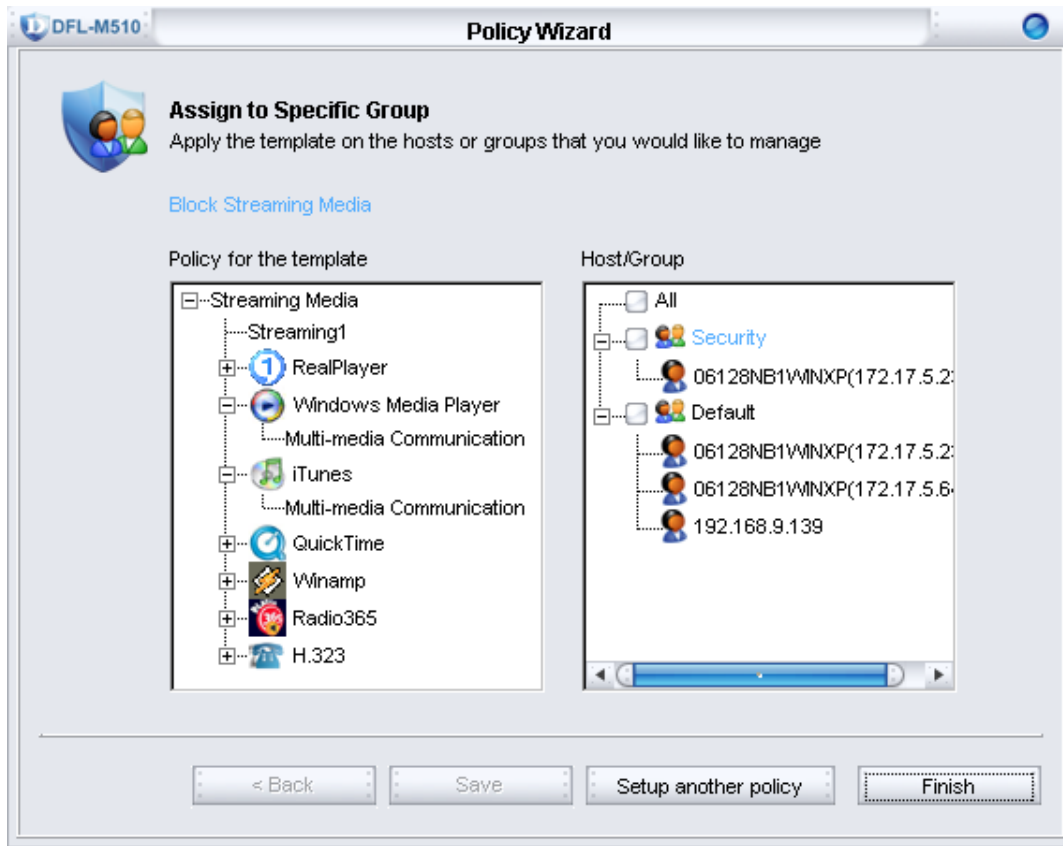 DFL-M510
Policy Wizard
Assign to Specific Group
Apply the template on the hosts or groups that you would like to manage
Block Streaming Media
Policy for the template
Streaming Media
Streaming1
RealPlayer
Windows Media Player
Multi-media Communication
iTunes
Multi-media Communication
QuickTime
Winamp
Radio365
H.323
Host/Group
All
Security
06128NB1WINXP(172.17.5.2
Default
06128NB1WINXP(172.17.5.2
06128NB1WINXP(172.17.5.6
192.168.9.139
< Back
Save
Setup another policy
Finish